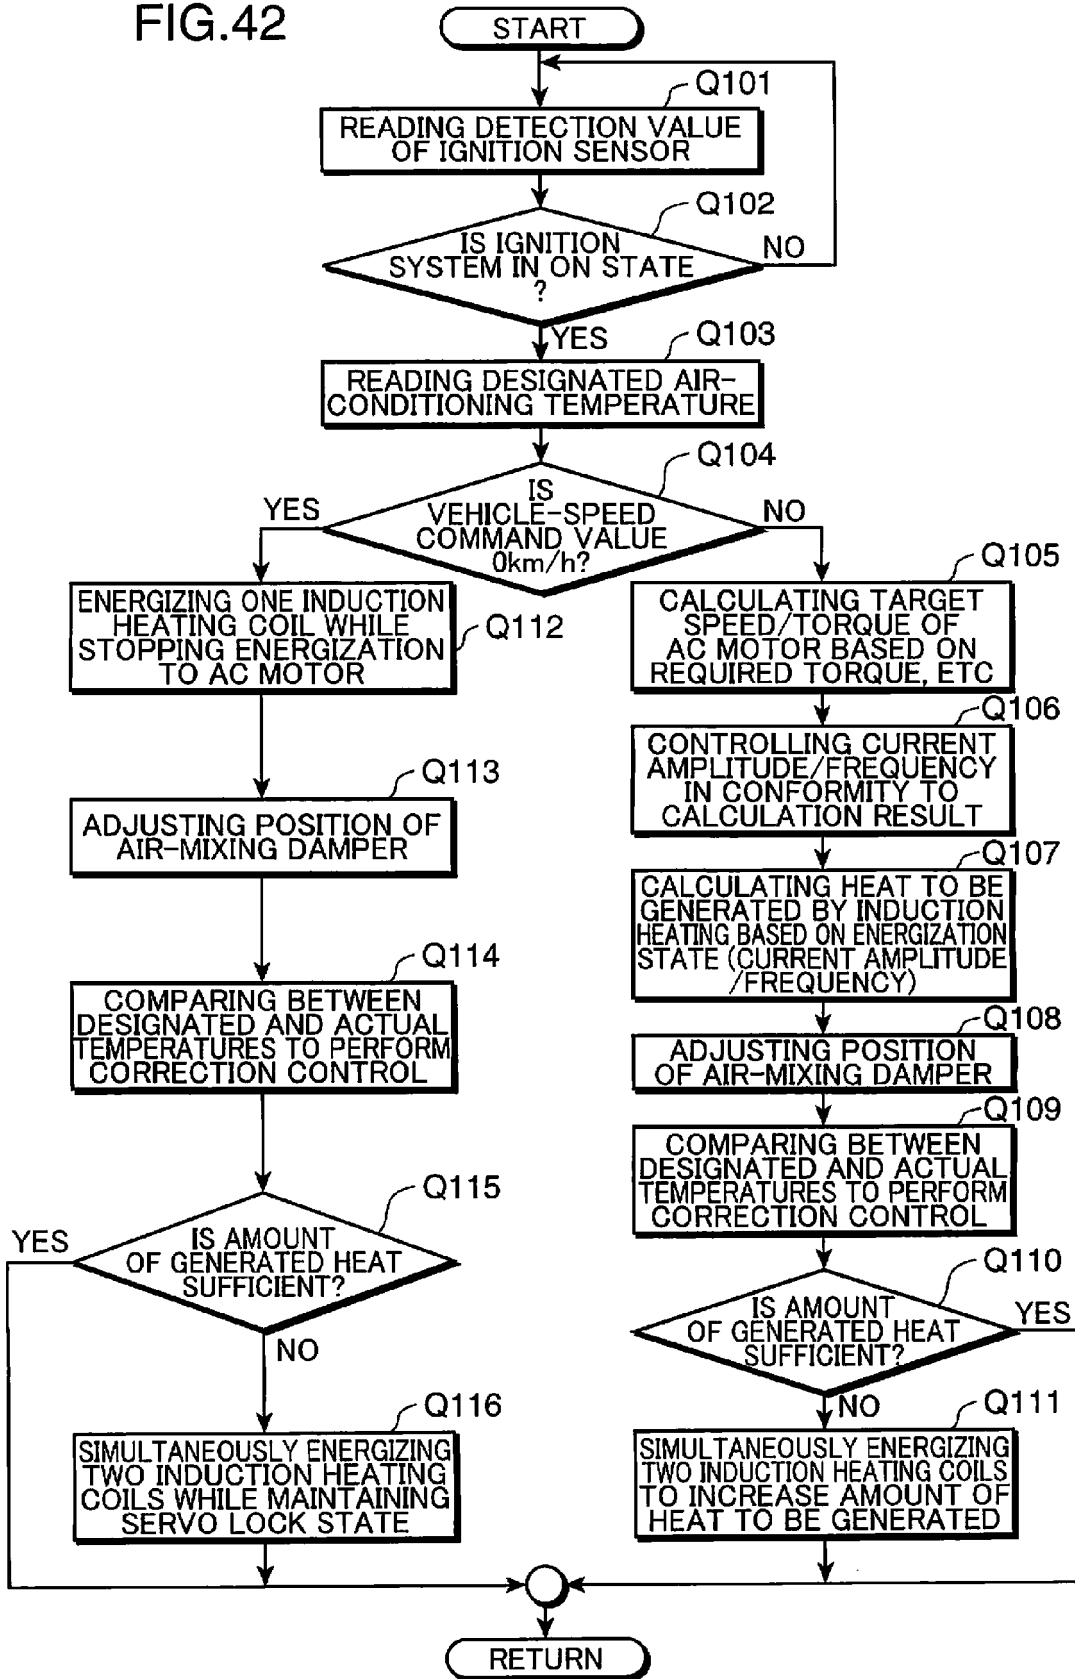 FIG.42
START
Q101
READING DETECTION VALUE
OF IGNITION SENSOR
Q102
IS IGNITION
SYSTEM IN ON STATE
?
NO
YES
Q103
READING DESIGNATED AIR-
CONDITIONING TEMPERATURE
Q104
IS
VEHICLE-SPEED
COMMAND VALUE
0km/h?
YES
NO
Q112
ENERGIZING ONE INDUCTION
HEATING COIL WHILE
STOPPING ENERGIZATION
TO AC MOTOR
Q113
ADJUSTING POSITION OF
AIR-MIXING DAMPER
Q114
COMPARING BETWEEN
DESIGNATED AND ACTUAL
TEMPERATURES TO PERFORM
CORRECTION CONTROL
Q115
IS AMOUNT
OF GENERATED HEAT
SUFFICIENT?
YES
NO
Q116
SIMULTANEOUSLY ENERGIZING
TWO INDUCTION HEATING
COILS WHILE MAINTAINING
SERVO LOCK STATE
Q105
CALCULATING TARGET
SPEED/TORQUE OF
AC MOTOR BASED ON
REQUIRED TORQUE, ETC
Q106
CONTROLLING CURRENT
AMPLITUDE/FREQUENCY
IN CONFORMITY TO
CALCULATION RESULT
Q107
CALCULATING HEAT TO BE
GENERATED BY INDUCTION
HEATING BASED ON ENERGIZATION
STATE (CURRENT AMPLITUDE
/FREQUENCY)
Q108
ADJUSTING POSITION
OF AIR-MIXING DAMPER
Q109
COMPARING BETWEEN
DESIGNATED AND ACTUAL
TEMPERATURES TO PERFORM
CORRECTION CONTROL
Q110
IS AMOUNT
OF GENERATED HEAT
SUFFICIENT?
YES
NO
Q111
SIMULTANEOUSLY ENERGIZING
TWO INDUCTION HEATING COILS
TO INCREASE AMOUNT OF
HEAT TO BE GENERATED
RETURN